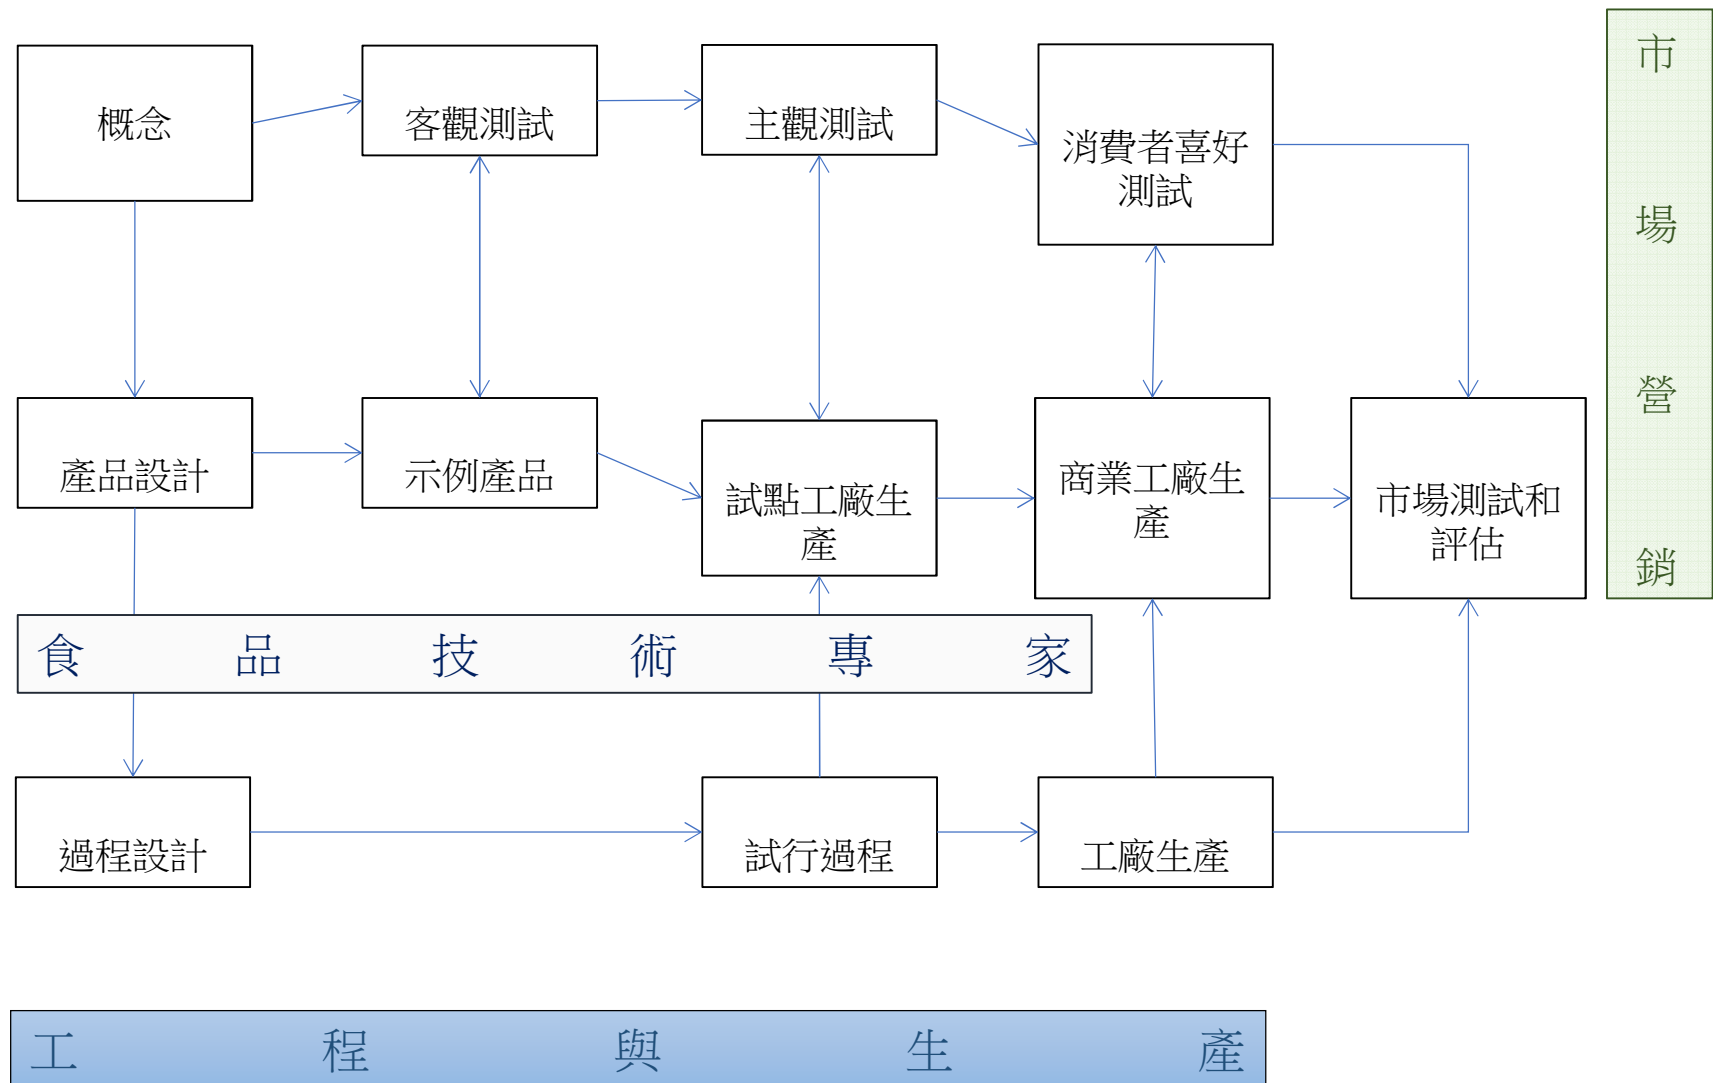 概念
客觀測試
主觀測試
消費者喜好
測試
市
場
營
銷
產品設計
示例產品
試點工廠生
產
商業工廠生
產
市場測試和
評估
食品技術專家
過程設計
試行過程
工廠生產
工程與生產